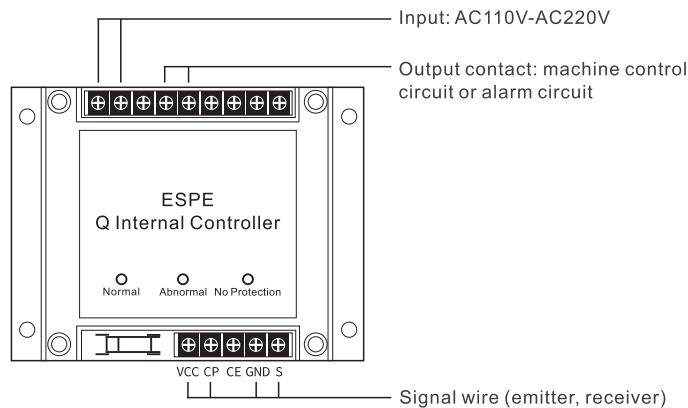 Input: AC110V-AC220V
Output contact: machine control
circuit or alarm circuit
ESPE
Q Internal Controller
Normal Abnormal No Protection
VCC CP CE GND S
Signal wire (emitter, receiver)